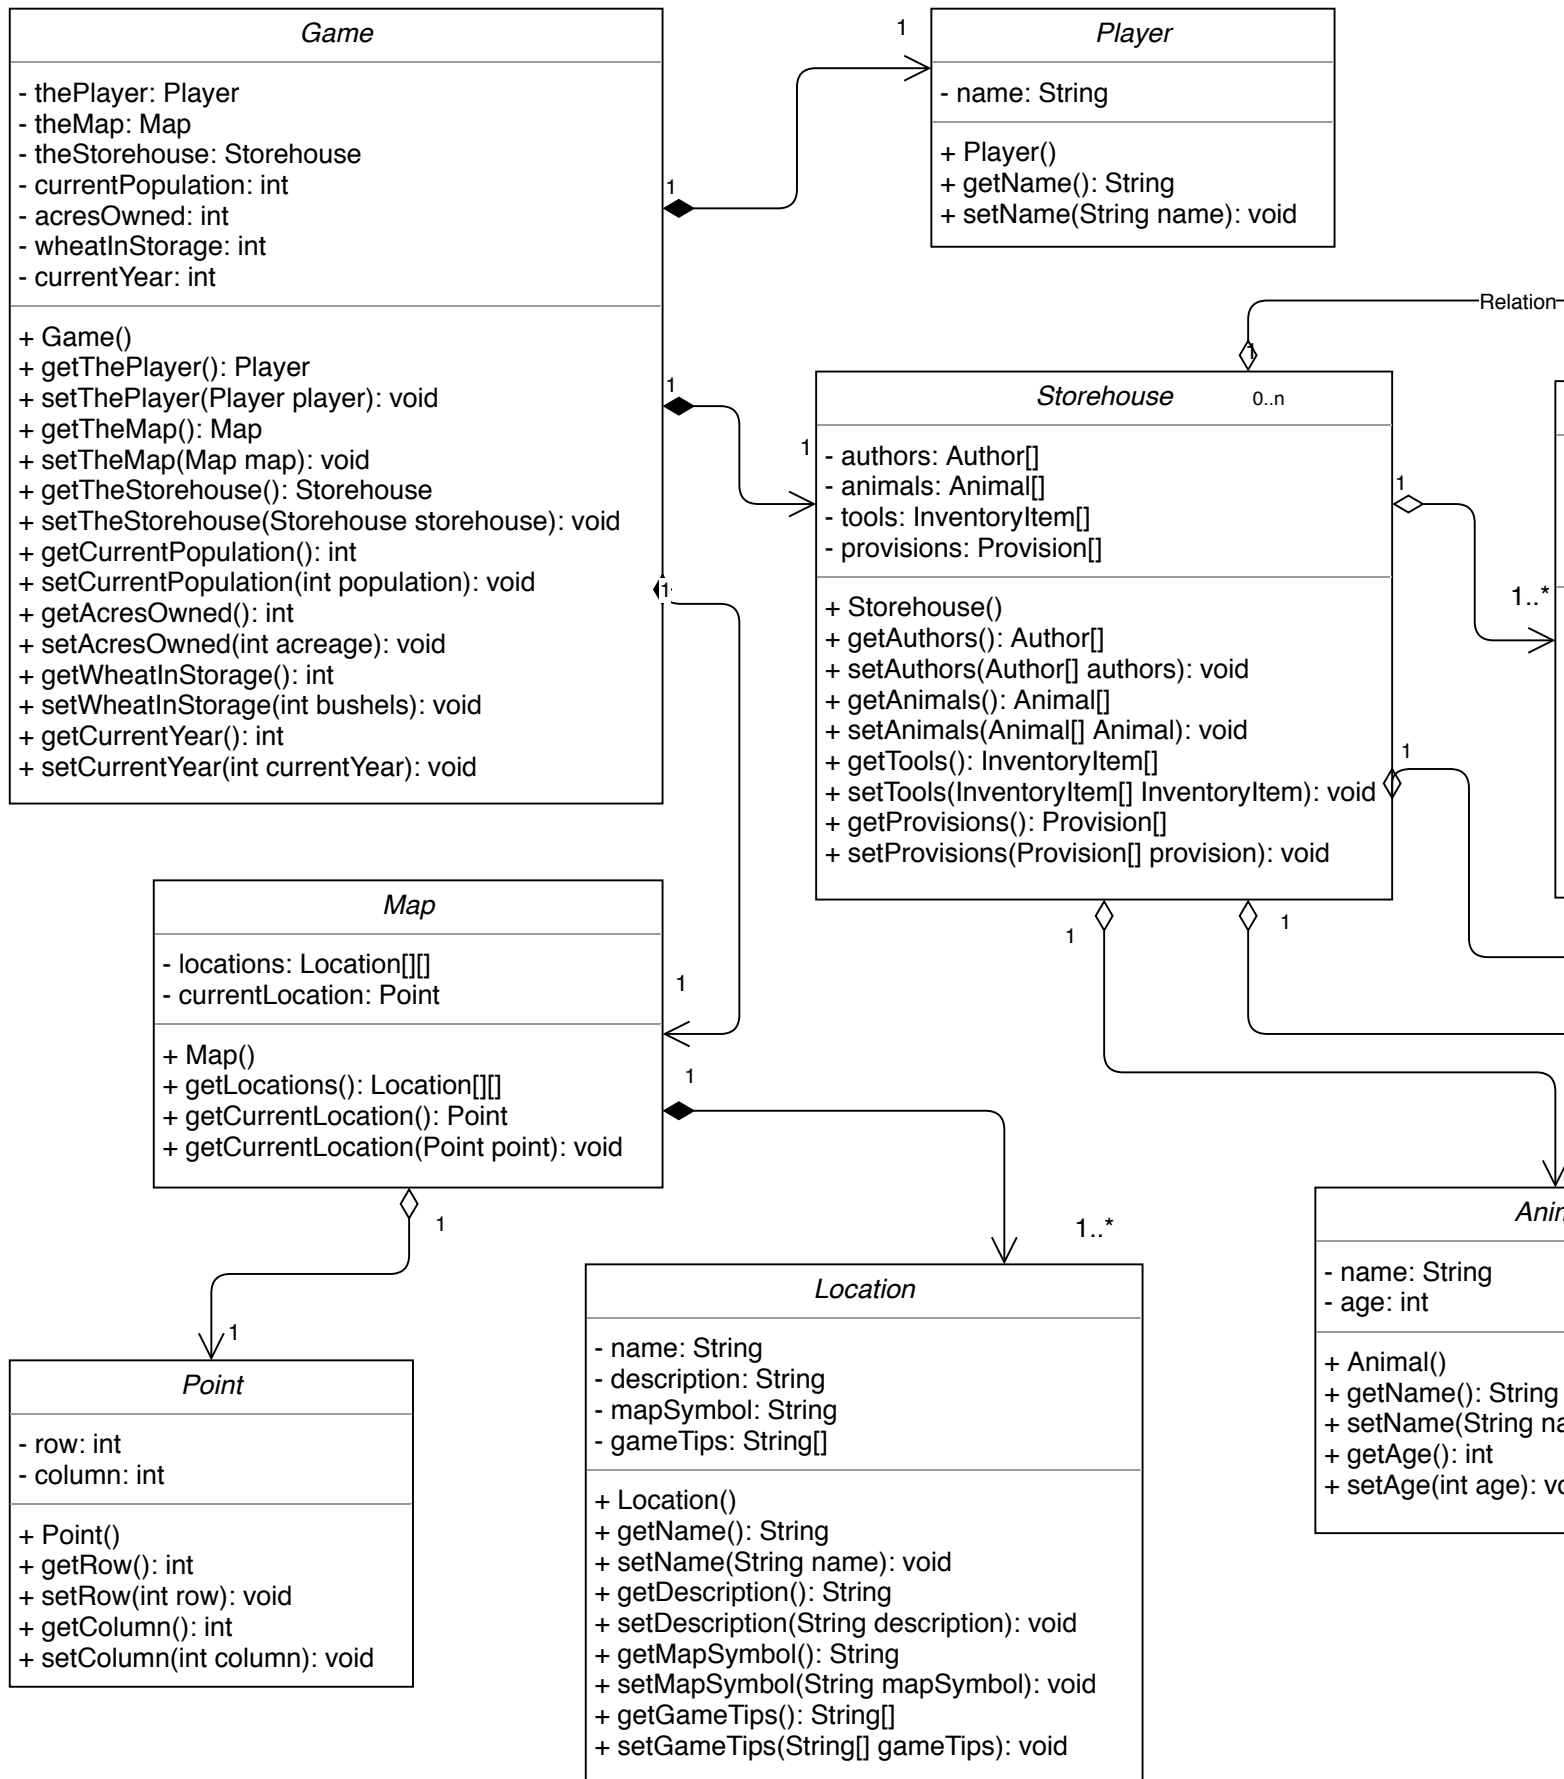 Game
- thePlayer: Player
- theMap: Map
- theStorehouse: Storehouse
- currentPopulation: int
- acresOwned: int
- wheatInStorage: int
- currentYear: int
+ Game()
+ getThePlayer(): Player
+ setThePlayer(Player player): void
+ getTheMap(): Map
+ setTheMap(Map map): void
+ getTheStorehouse(): Storehouse
+ setTheStorehouse(Storehouse storehouse): void
+ getCurrentPopulation(): int
+ setCurrentPopulation(int population): void
+ getAcresOwned(): int
+ setAcresOwned(int acreage): void
+ getWheatInStorage(): int
+ setWheatInStorage(int bushels): void
+ getCurrentYear(): int
+ setCurrentYear(int currentYear): void
1
1
1
1
Player
- name: String
+ Player()
+ getName(): String
+ setName(String name): void
Relation
1
Storehouse
0..n
1
- authors: Author[]
- animals: Animal[]
- tools: InventoryItem[]
- provisions: Provision[]
+ Storehouse()
+ getAuthors(): Author[]
+ setAuthors(Author[] authors): void
+ getAnimals(): Animal[]
+ setAnimals(Animal[] Animal): void
+ getTools(): InventoryItem[]
+ setTools(InventoryItem[] InventoryItem): void
+ getProvisions(): Provision[]
+ setProvisions(Provision[] provision): void
1
1..*
1
1
1
Map
- locations: Location[][]
- currentLocation: Point
+ Map()
+ getLocations(): Location[][]
+ getCurrentLocation(): Point
+ getCurrentLocation(Point point): void
1
1
1
1
Point
- row: int
- column: int
+ Point()
+ getRow(): int
+ setRow(int row): void
+ getColumn(): int
+ setColumn(int column): void
1..*
Location
- name: String
- description: String
- mapSymbol: String
- gameTips: String[]
+ Location()
+ getName(): String
+ setName(String name): void
+ getDescription(): String
+ setDescription(String description): void
+ getMapSymbol(): String
+ setMapSymbol(String mapSymbol): void
+ getGameTips(): String[]
+ setGameTips(String[] gameTips): void
- name: String
- age: int
+ Animal()
+ getName(): String
+ setName(String
+ getAge(): int
+ setAge(int age):